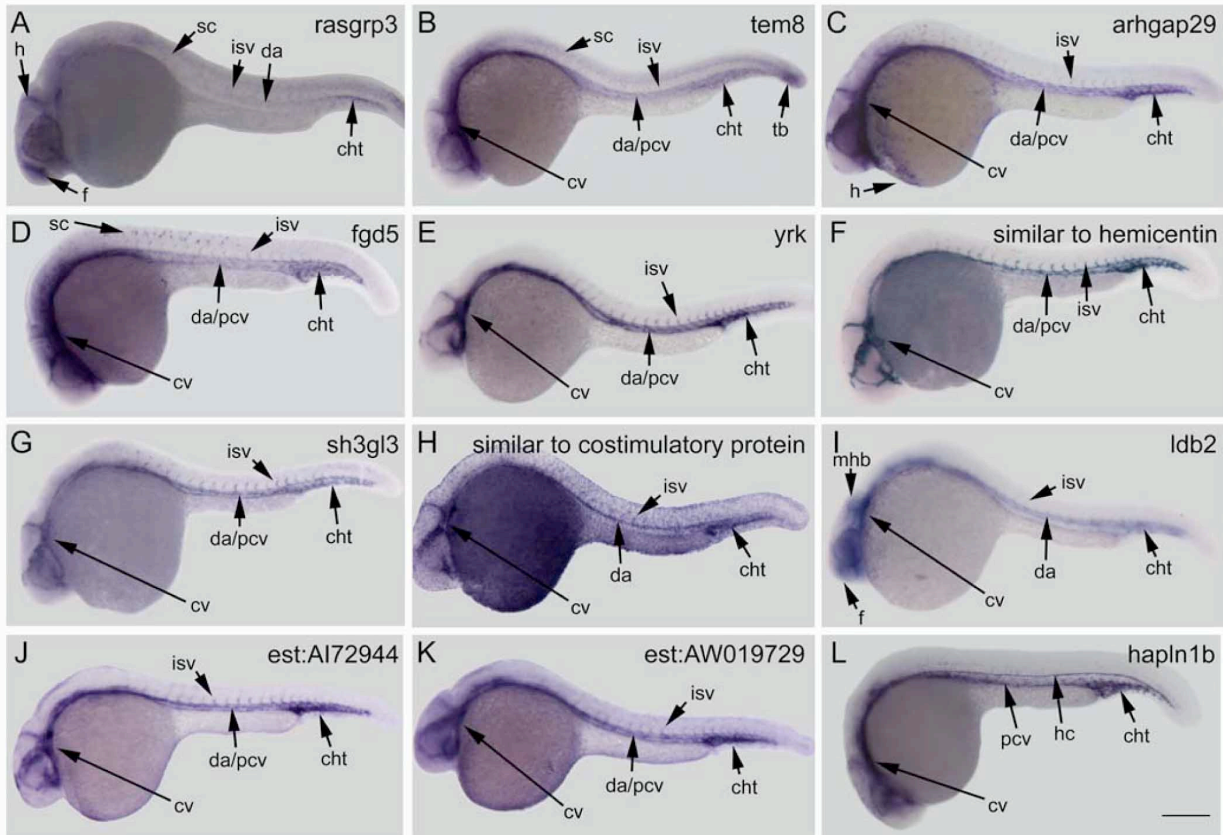 A rasgrp3
sc
isv da
h
cht
f
B tem8
sc
isv
da/pcv
cht
tb
cv
C arhgap29
isv
da/pcv
cht
cv
h
D fgd5
sc
isv
da/pcv
cht
cv
E yrk
isv
da/pcv
cht
cv
F similar to hemicentin
da/pcv
isv
cht
cv
G sh3gl3
isv
da/pcv
cht
cv
H similar to costimulatory protein
isv
da
cht
cv
I ldb2
mhb
isv
da
cht
cv
f
J est:AI72944
isv
da/pcv
cht
cv
K est:AW019729
isv
da/pcv
cht
cv
L hapln1b
pcv
hc
cht
cv